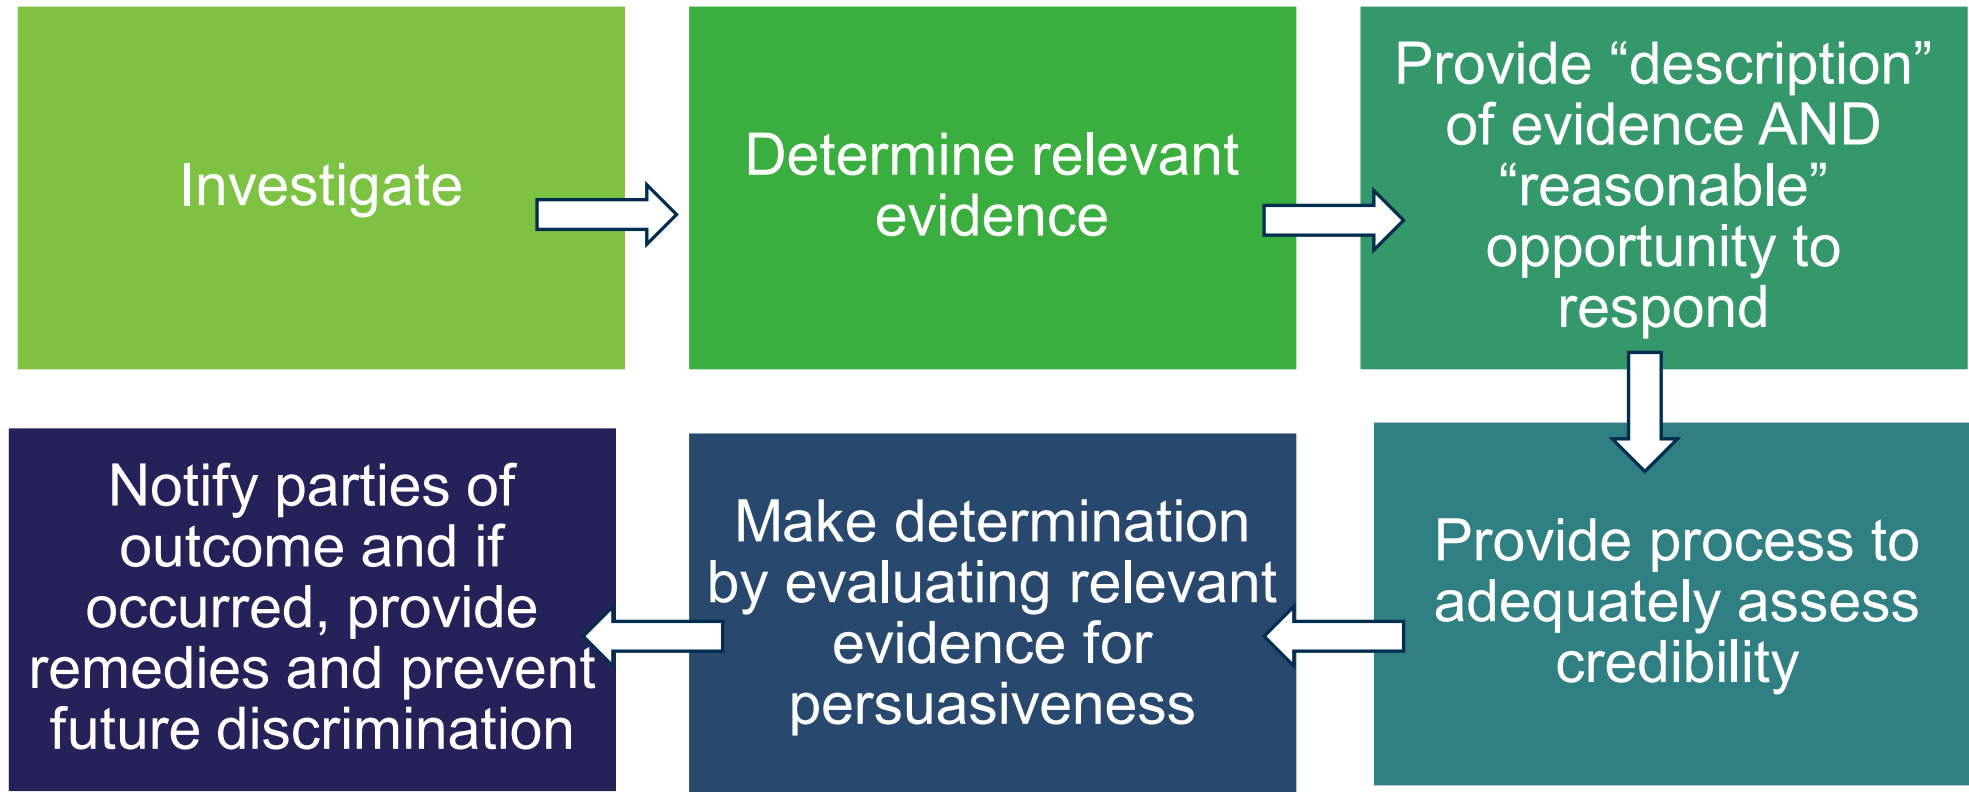 Investigate
Determine relevant
evidence
Provide “description”
of evidence AND
“reasonable”
opportunity to
respond
Provide process to
adequately assess
credibility
Make determination
by evaluating relevant
evidence for
persuasiveness
Notify parties of
outcome and if
occurred, provide
remedies and prevent
future discrimination